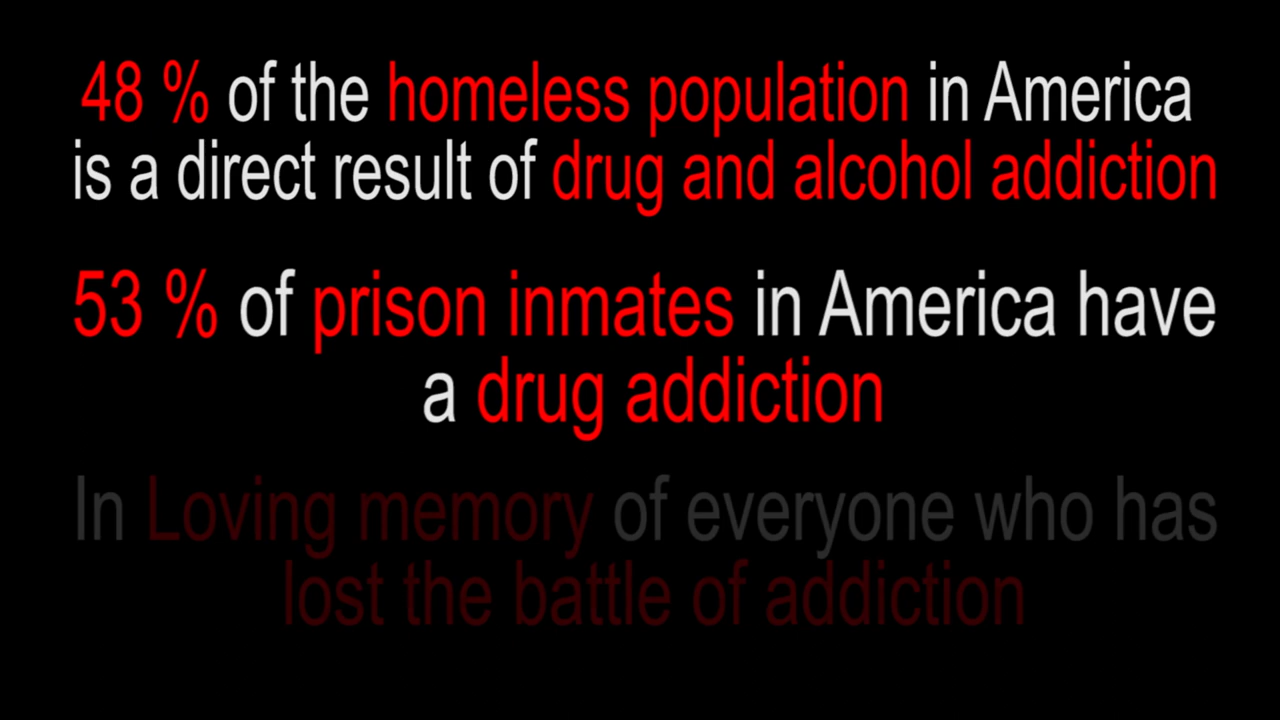 48 % of the homeless population in America
is a direct result of drug and alcohol addiction
53 % of prison inmates in America have
a drug addiction
In Loving memory of everyone who has
lost the battle of addiction